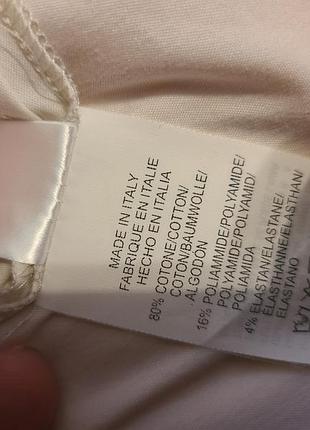 MADE IN ITALY
FABRIQUE EN ITALIE
HECHO EN ITALIA
80% COTONE/COTTON/
COTON/BAUMWOLLE/
ALGODÓN
16% POLIAMMIDE/POLYAMIDE/
POLYAMIDE/POLYAMID/
POLIAMIDA
4% ELASTAN/ELASTANE/
ELASTHANNE/ELASTHAN/
ELASTANO